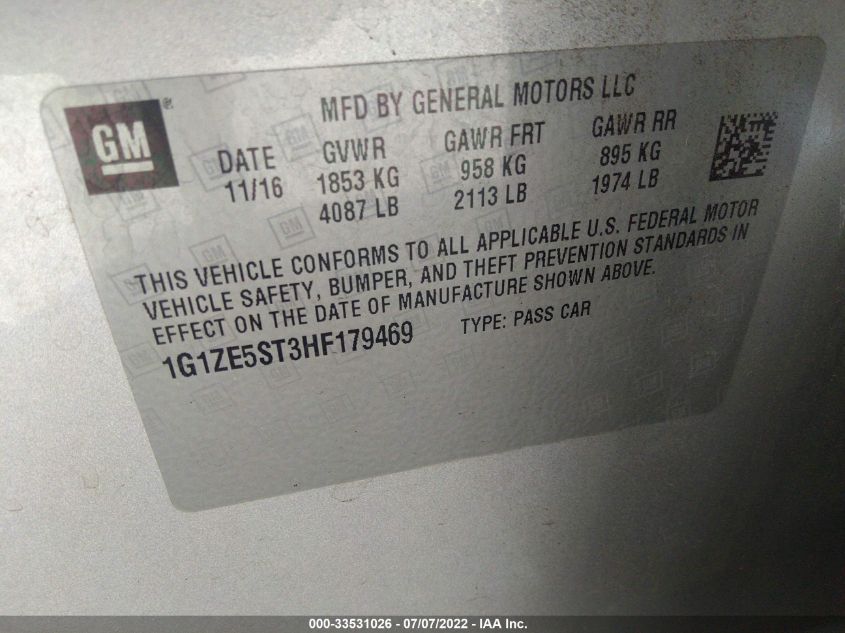 GM ®
MFD BY GENERAL MOTORS LLC
DATE GVWR GAWR FRT GAWR RR
11/16 1853 KG 958 KG 895 KG
4087 LB 2113 LB 1974 LB
THIS VEHICLE CONFORMS TO ALL APPLICABLE U.S. FEDERAL MOTOR
VEHICLE SAFETY, BUMPER, AND THEFT PREVENTION STANDARDS IN
EFFECT ON THE DATE OF MANUFACTURE SHOWN ABOVE.
1G1ZE5ST3HF179469 TYPE: PASS CAR
000-33531026 - 07/07/2022 - IAA Inc.